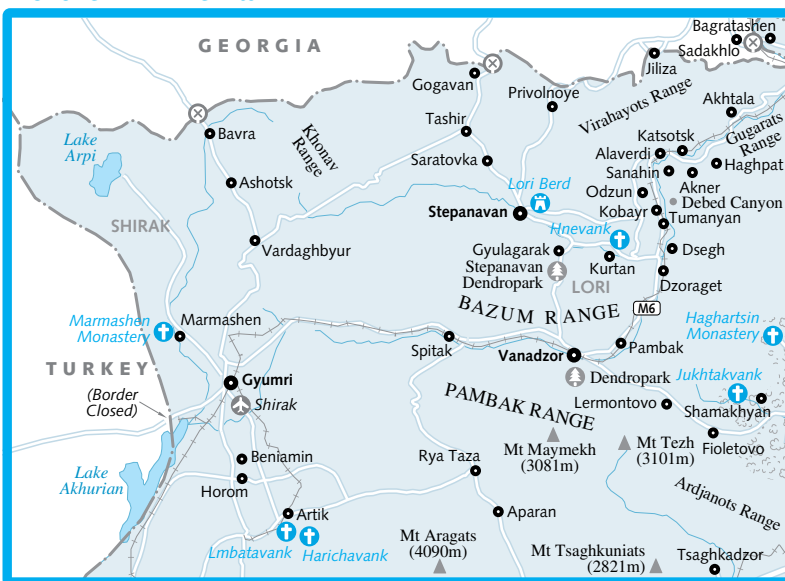 Bagratashen
GEORGIA
Sadakhlo
Jiliza
Gogavan
Privolnoye
Virahayots Range
Akhtala
Tashir
Bavra
Khonav
Range
Gugarats
Range
Katsotsk
Lake
Arpi
Alaverdi
Saratovka
Sanahin
Haghpat
Ashotsk
Lori Berd
Odzun
Akner
Debed Canyon
Stepanavan
Kobayr
Tumanyan
SHIRAK
Hnevank
Vardaghbyur
Gyulagarak
Dsegh
Stepanavan
Dendropark
Kurtan
LORI
Dzoraget
BAZUM RANGE
M6
Marmashen
Monastery
Marmashen
Haghartsin
Monastery
Spitak
Vanadzor
Pambak
TURKEY
Jukhtakvank
Gyumri
Dendropark
(Border
Closed)
Shirak
PAMBAK RANGE
Lermontovo
Shamakhyan
Mt Maymekh
(3081m)
Mt Tezh
(3101m)
Fioletovo
Beniamin
Rya Taza
Lake
Akhurian
Horom
Ardjanots Range
Artik
Aparan
Mt Aragats
(4090m)
Lmbatavank
Harichavank
Mt Tsaghkuniats
(2821m)
Tsaghkadzor